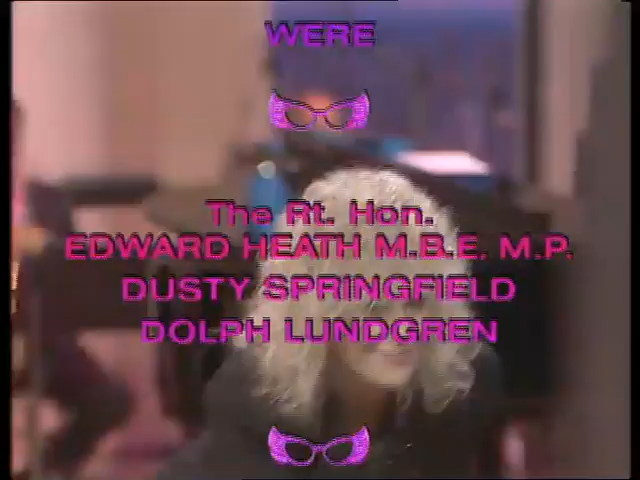 WERE
The Rt. Hon.
EDWARD HEATH M.B.E. M.P.
DUSTY SPRINGFIELD
DOLPH LUNDGREN